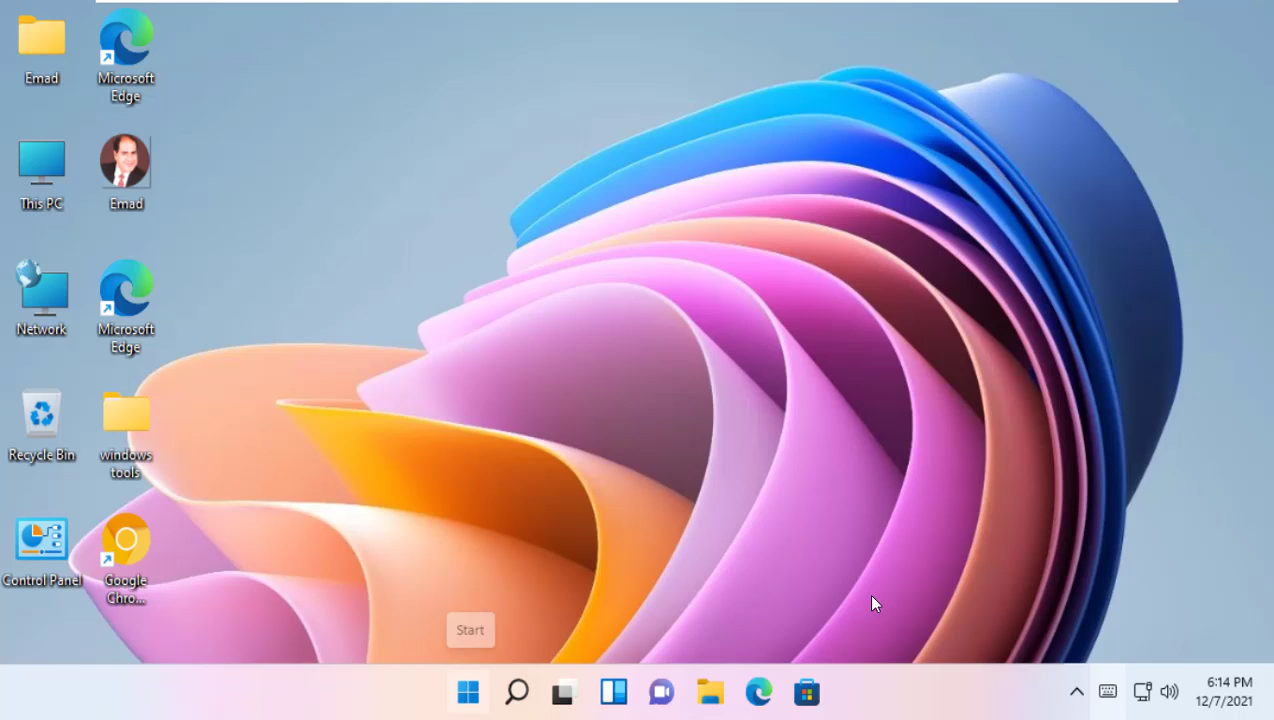 Emad
Microsoft
Edge
This PC
Emad
Network
Microsoft
Edge
Recycle Bin
windows
tools
Control Panel
Google
Chro...
Start
6:14 PM
12/7/2021